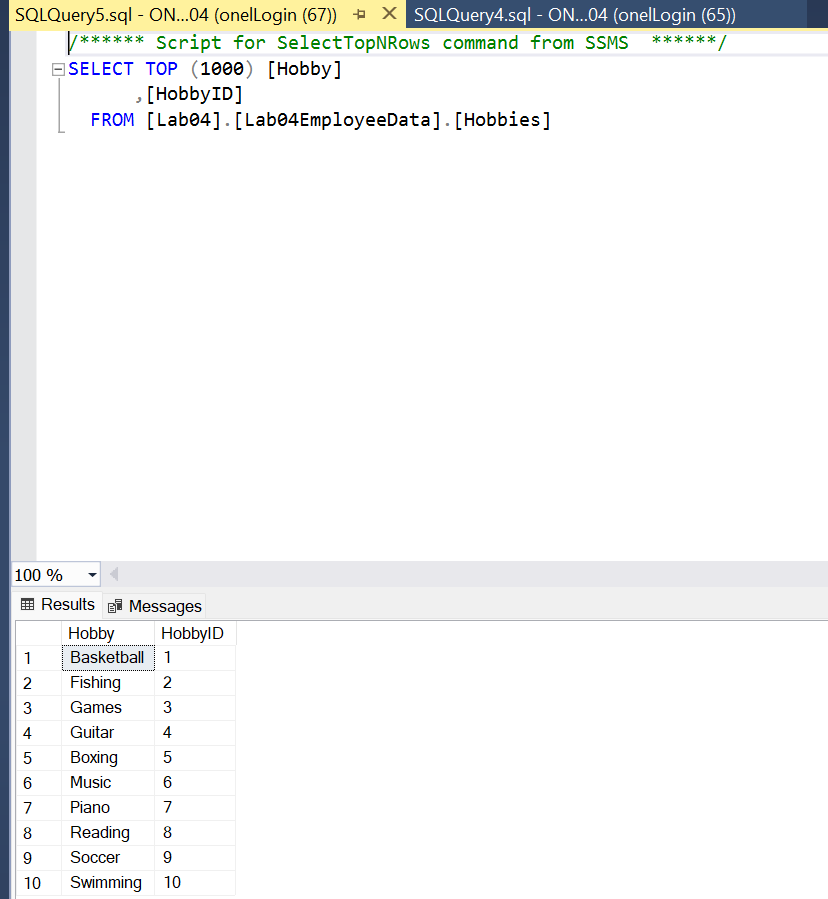 SQLQuery5.sql - ON...04 (onelLogin (67)) SQLQuery4.sql - ON...04 (onelLogin (65))
/****** Script for SelectTopNRows command from SSMS  ******/
SELECT TOP (1000) [Hobby]
      ,[HobbyID]
  FROM [Lab04].[Lab04EmployeeData].[Hobbies]
100 %
Results Messages
Hobby HobbyID
1 Basketball 1
2 Fishing 2
3 Games 3
4 Guitar 4
5 Boxing 5
6 Music 6
7 Piano 7
8 Reading 8
9 Soccer 9
10 Swimming 10